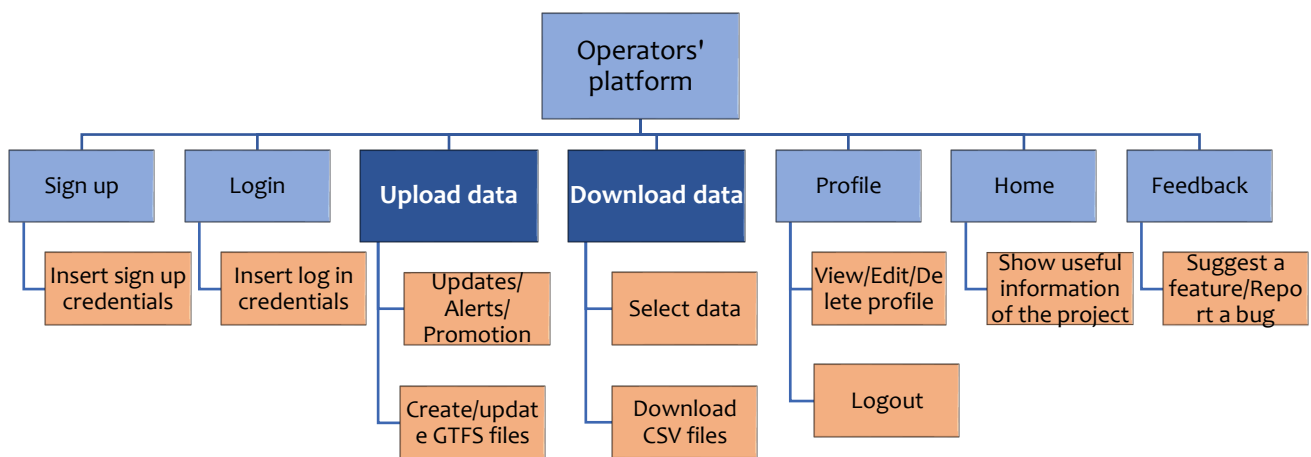 Operators'
platform
Sign up
Login
Upload data
Download data
Profile
Home
Feedback
Insert sign up
credentials
Insert log in
credentials
Updates/
Alerts/
Promotion
Select data
View/Edit/De
lete profile
Show useful
information
of the project
Suggest a
feature/Repo
rt a bug
Create/updat
e GTFS files
Download
CSV files
Logout